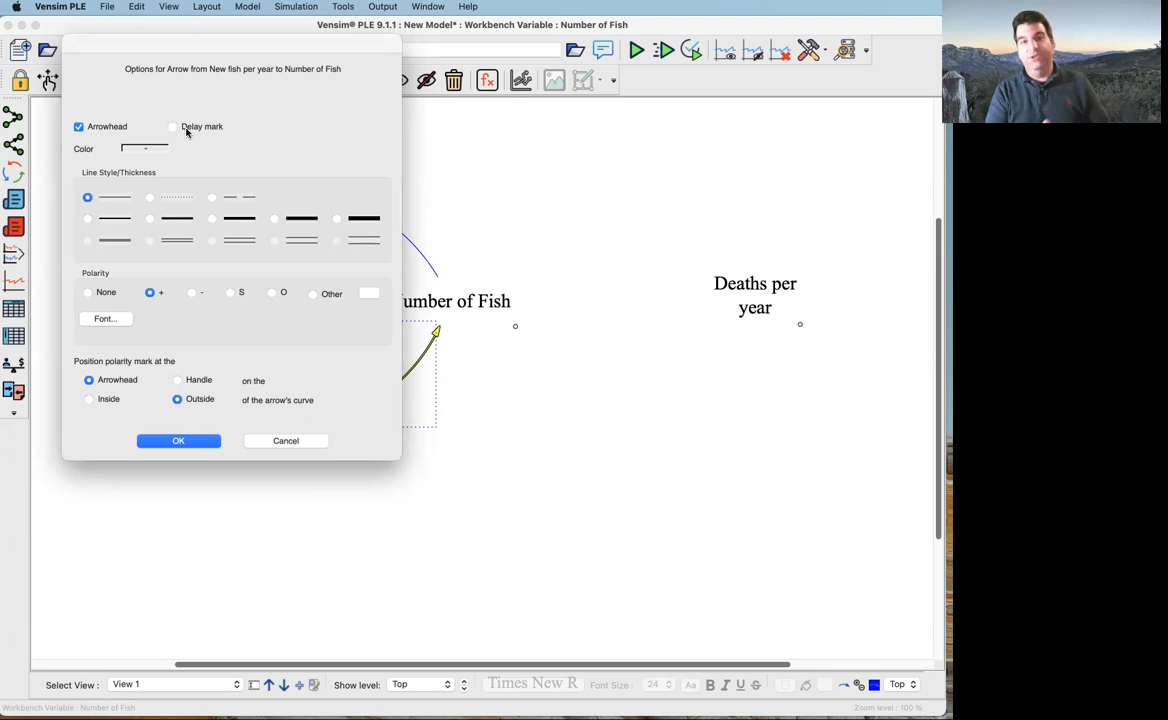 Vensim PLE File Edit View Layout Model Simulation Tools Output Window Help
Vensim® PLE 9.1.1 : New Model* : Workbench Variable : Number of Fish
fx
Options for Arrow from New fish per year to Number of Fish
Arrowhead Delay mark
Color -
Line Style/Thickness
Polarity
None + - S O Other
Font...
Position polarity mark at the
Arrowhead Handle on the
Inside Outside of the arrow's curve
OK Cancel
umber of Fish
Deaths per
year
Select View : View 1 Show level: Top Times New R Font Size : 24 Aa B I U S Top
Workbench Variable : Number of Fish Zoom level : 100 %